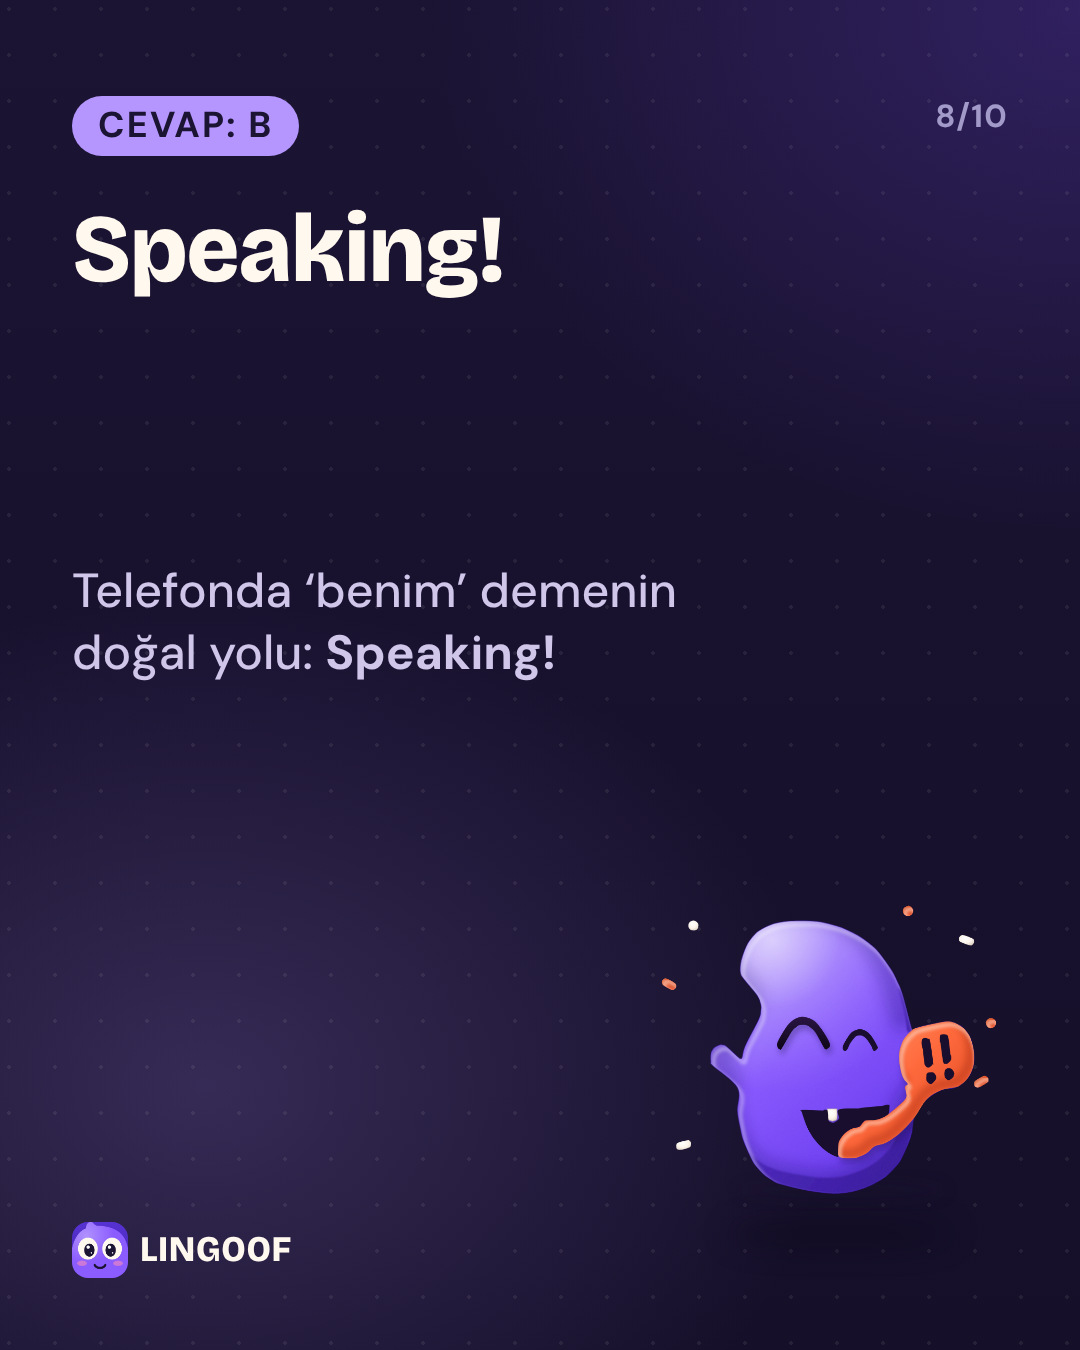 CEVAP: B
8/10
Speaking!
Telefonda ‘benim’ demenin
doğal yolu: Speaking!
!!
LINGOOF